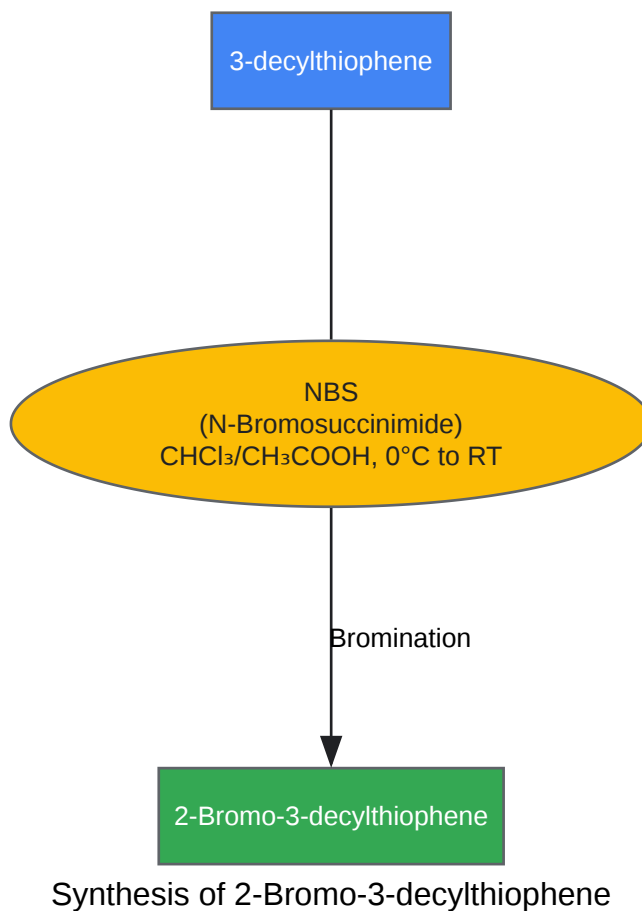 3-decylthiophene
NBS
(N-Bromosuccinimide)
CHCl₃/CH₃COOH, 0°C to RT
Bromination
2-Bromo-3-decylthiophene
Synthesis of 2-Bromo-3-decylthiophene